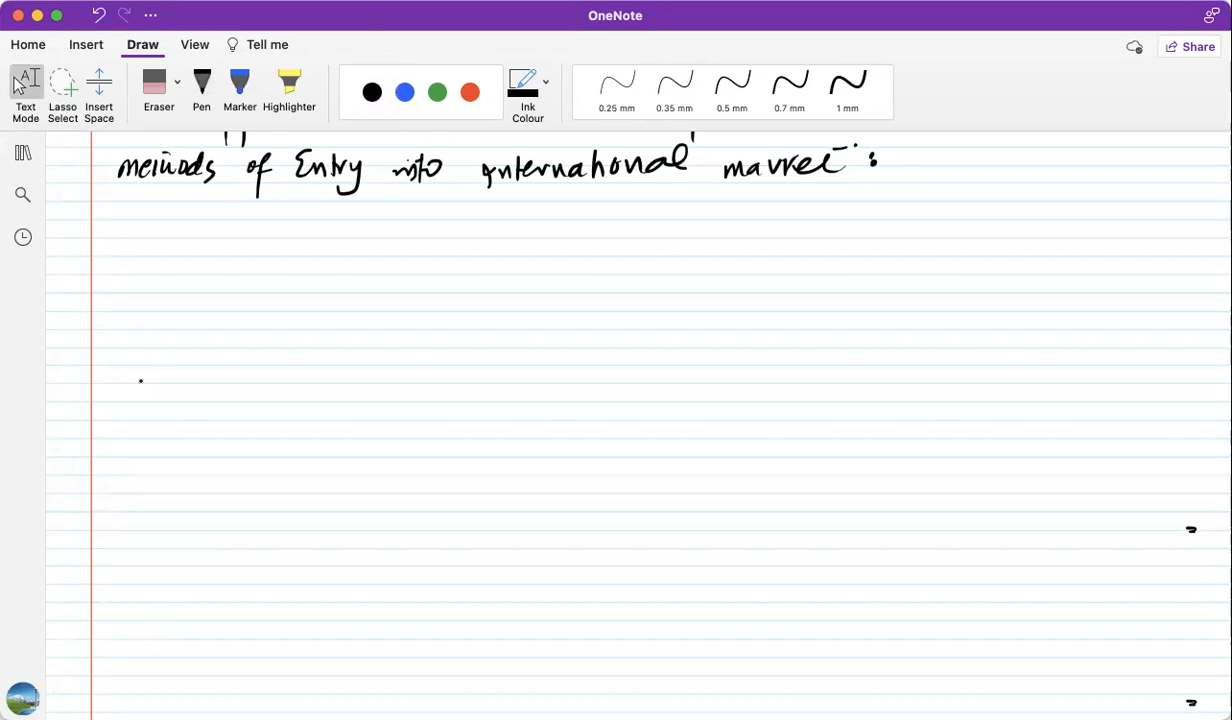 OneNote
Home Insert Draw View Tell me Share
Text Mode Lasso Select Insert Space Eraser Pen Marker Highlighter Ink Colour 0.25 mm 0.35 mm 0.5 mm 0.7 mm 1 mm
methods of Entry into International market :